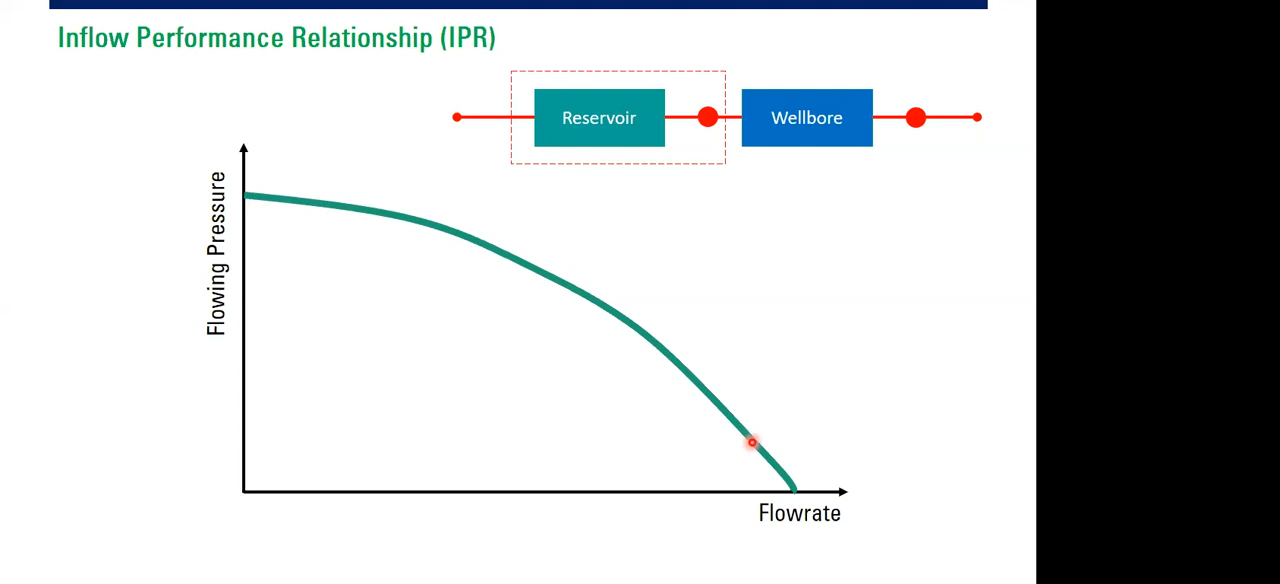 Inflow Performance Relationship (IPR)
Reservoir
Wellbore
Flowing Pressure
Flowrate